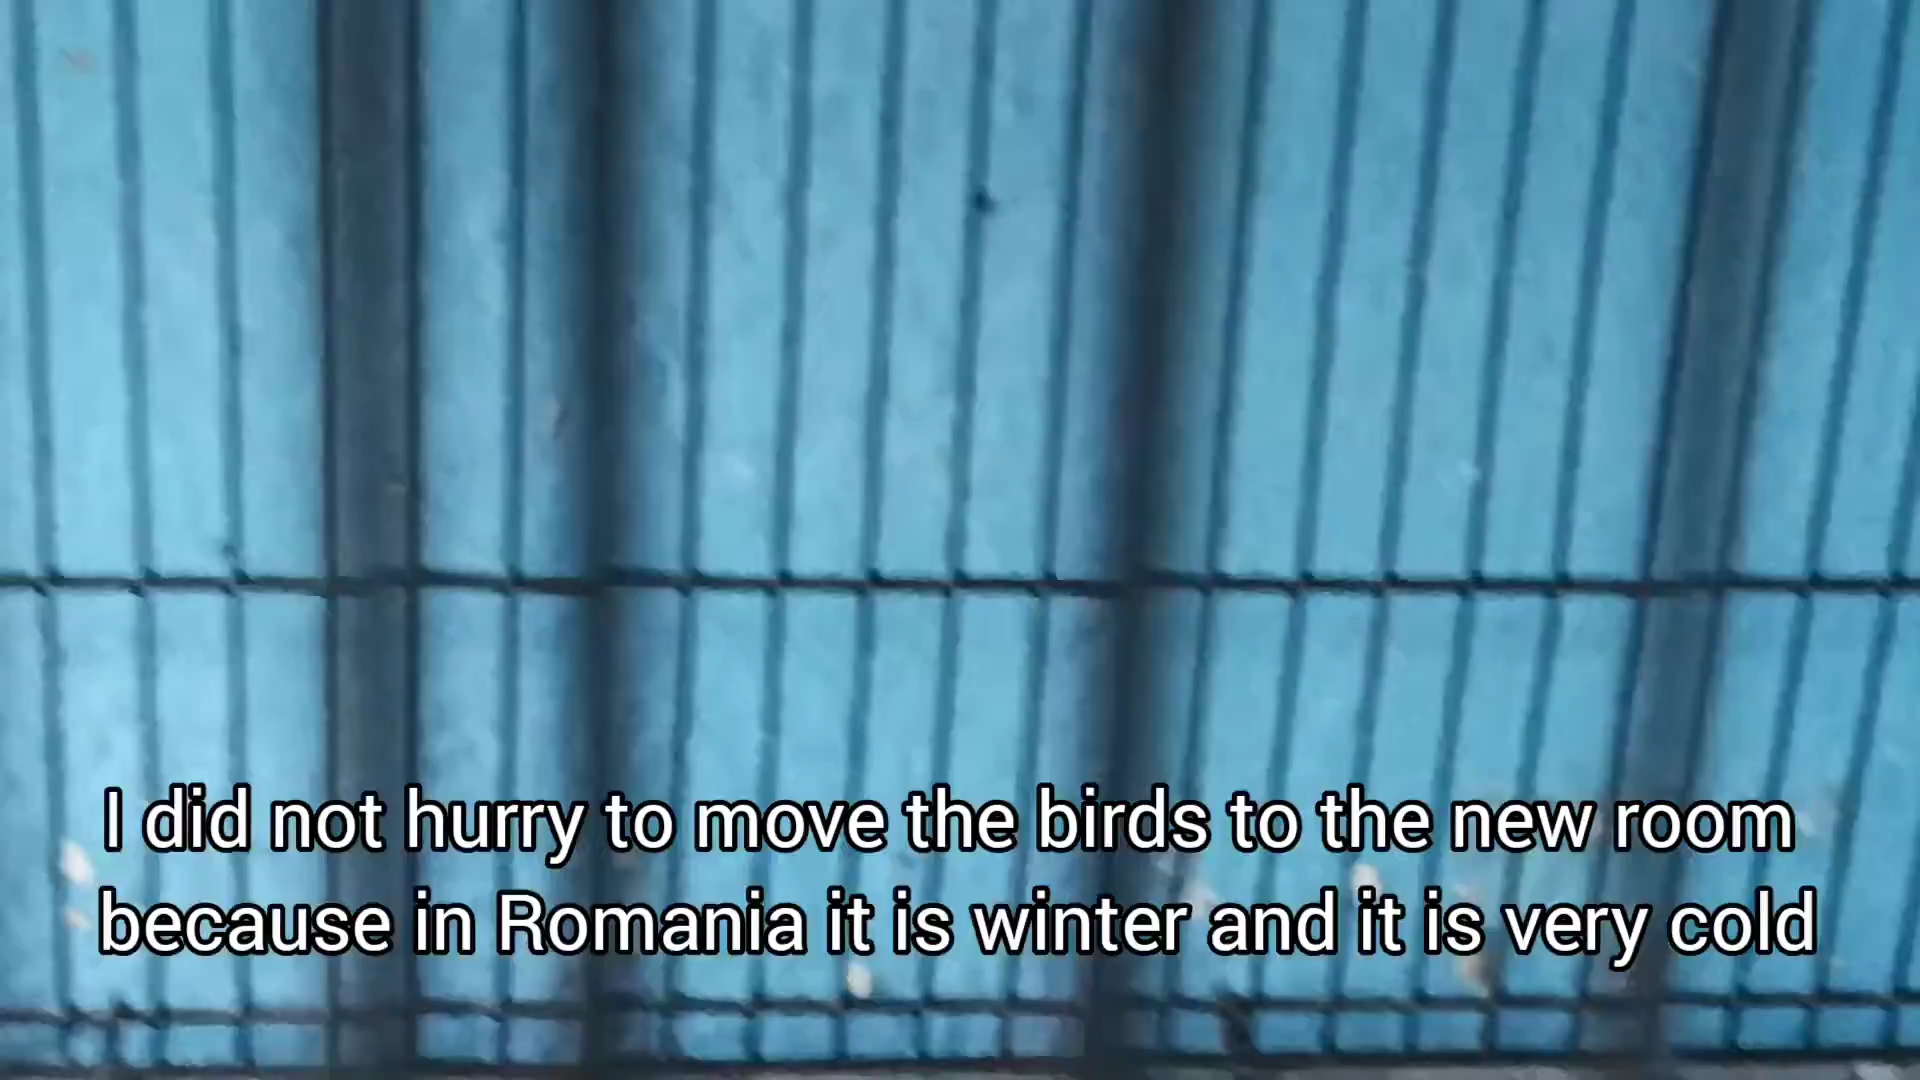 I did not hurry to move the birds to the new room
because in Romania it is winter and it is very cold